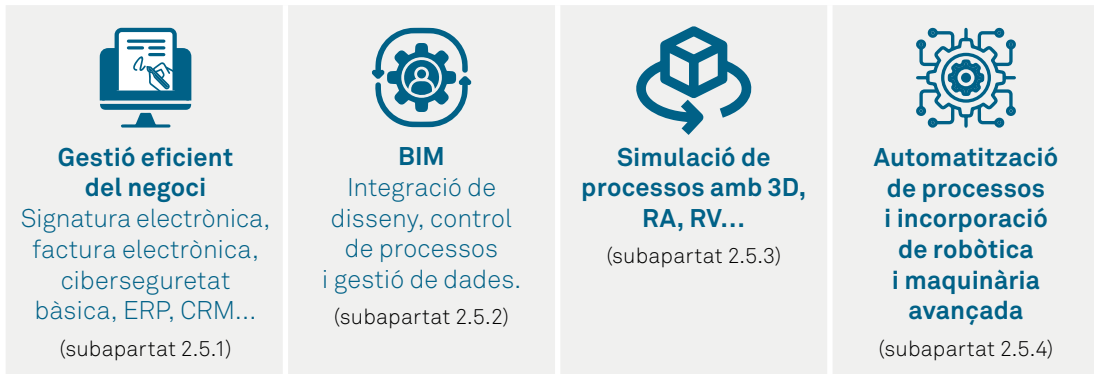 Gestió eficient
del negoci
Signatura electrònica,
factura electrònica,
ciberseguretat
bàsica, ERP, CRM...
(subapartat 2.5.1)
BIM
Integració de
disseny, control
de processos
i gestió de dades.
(subapartat 2.5.2)
Simulació de
processos amb 3D,
RA, RV...
(subapartat 2.5.3)
Automatització
de processos
i incorporació
de robòtica
i maquinària
avançada
(subapartat 2.5.4)